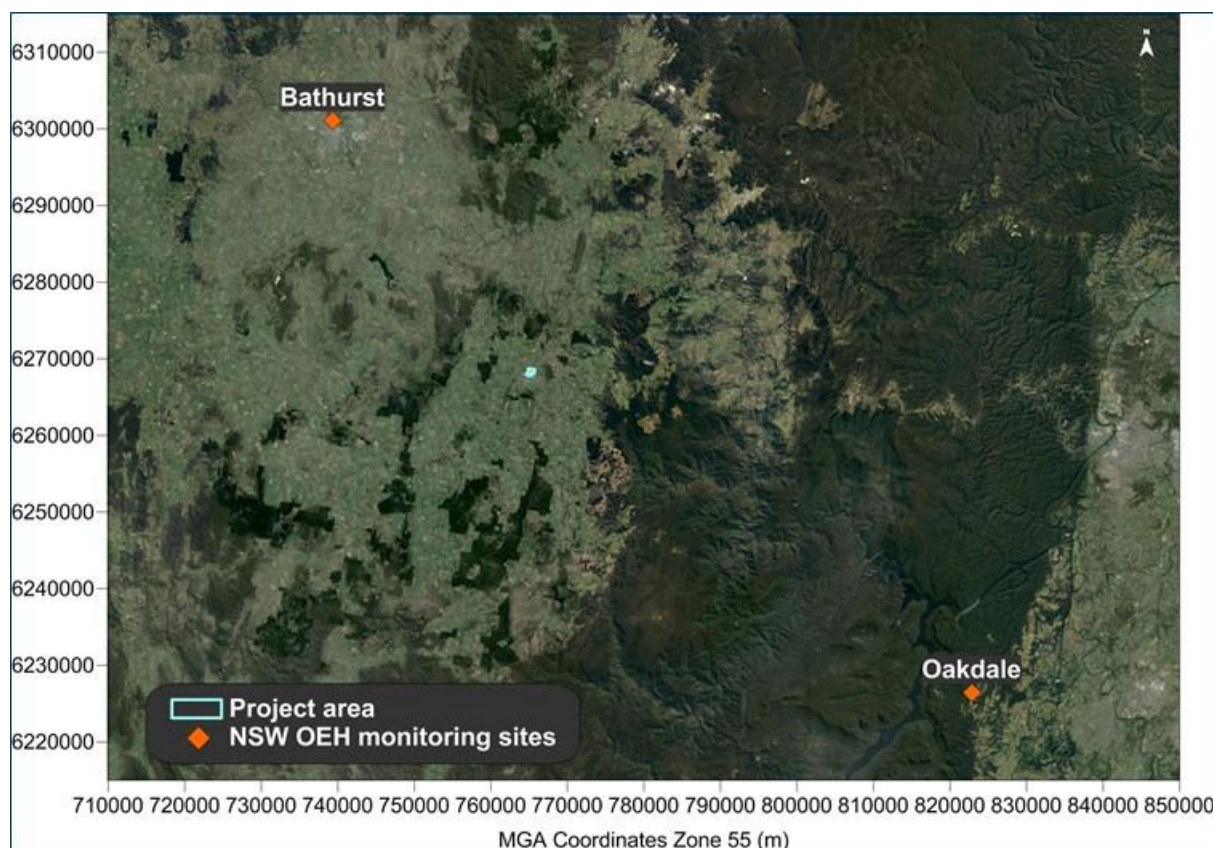 N
6310000
Bathurst
6300000
6290000
6280000
6270000
6260000
6250000
6240000
6230000
Oakdale
Project area
NSW OEH monitoring sites
6220000
710000 720000 730000 740000 750000 760000 770000 780000 790000 800000 810000 820000 830000 840000 850000
MGA Coordinates Zone 55 (m)